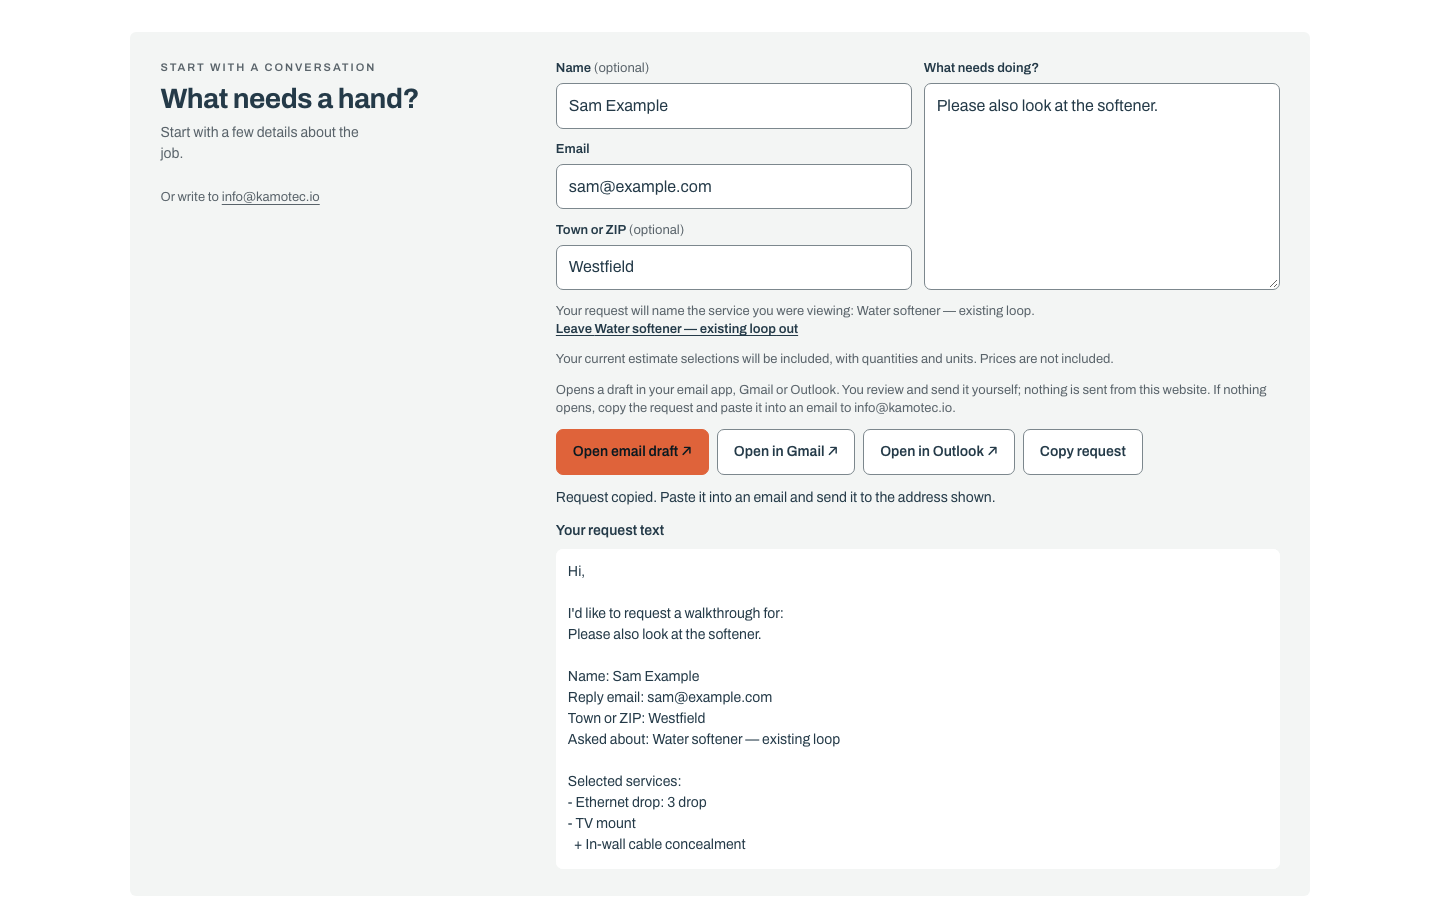 START WITH A CONVERSATION
What needs a hand?
Start with a few details about the
job.
Or write to info@kamotec.io
Name (optional)
Sam Example
Email
sam@example.com
Town or ZIP (optional)
Westfield
What needs doing?
Please also look at the softener.
Your request will name the service you were viewing: Water softener — existing loop.
Leave Water softener — existing loop out
Your current estimate selections will be included, with quantities and units. Prices are not included.
Opens a draft in your email app, Gmail or Outlook. You review and send it yourself; nothing is sent from this website. If nothing
opens, copy the request and paste it into an email to info@kamotec.io.
Open email draft ↗
Open in Gmail ↗
Open in Outlook ↗
Copy request
Request copied. Paste it into an email and send it to the address shown.
Your request text
Hi,
I'd like to request a walkthrough for:
Please also look at the softener.
Name: Sam Example
Reply email: sam@example.com
Town or ZIP: Westfield
Asked about: Water softener — existing loop
Selected services:
- Ethernet drop: 3 drop
- TV mount
+ In-wall cable concealment